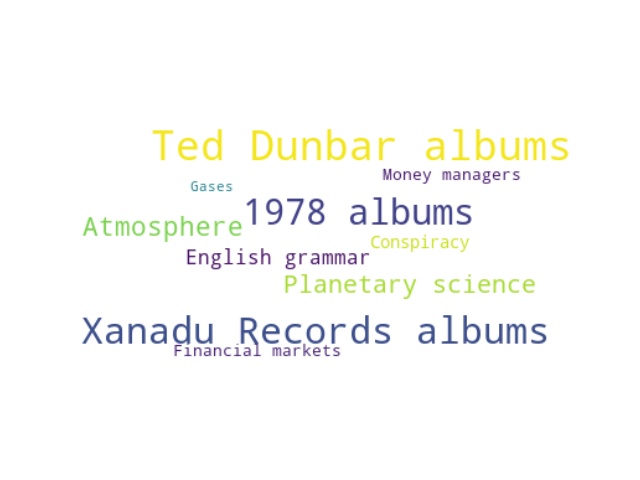 Ted Dunbar albums
Money managers
Gases
1978 albums
Atmosphere
Conspiracy
English grammar
Planetary science
Xanadu Records albums
Financial markets